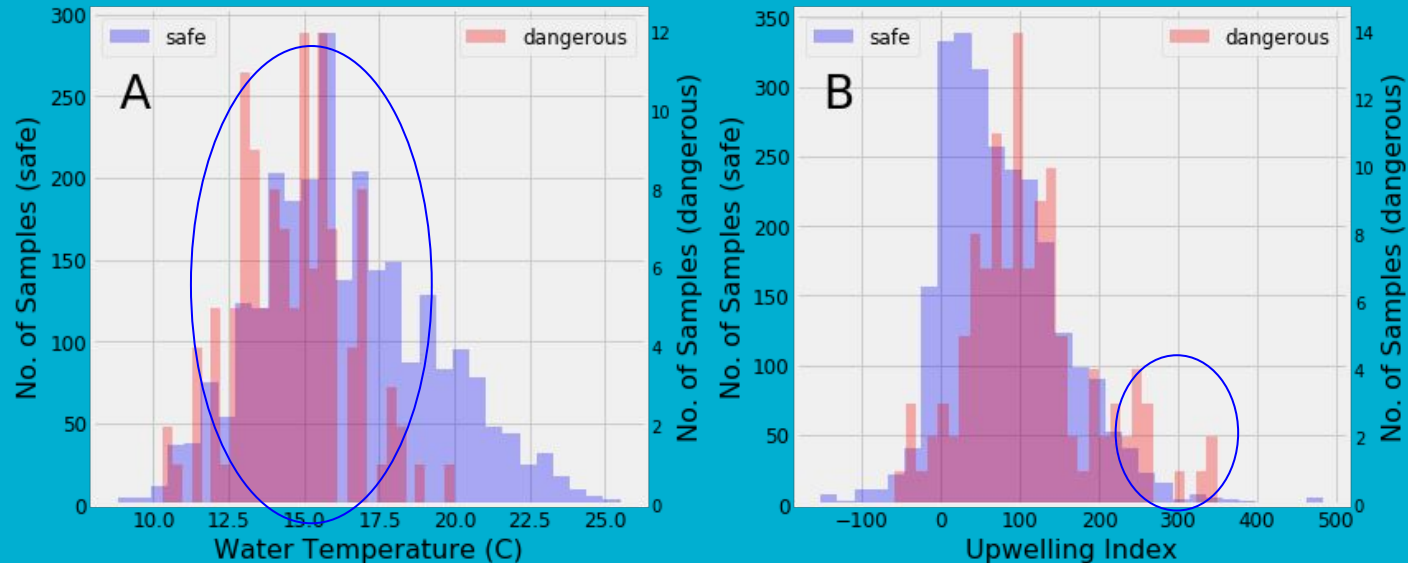 safe
dangerous
A
300
250
200
150
100
50
0
12
10
8
6
4
2
0
No. of Samples (safe)
No. of Samples (dangerous)
10.0 12.5 15.0 17.5 20.0 22.5 25.0
Water Temperature (C)
safe
dangerous
B
350
300
250
200
150
100
50
0
14
12
10
8
6
4
2
0
No. of Samples (safe)
No. of Samples (dangerous)
−100 0 100 200 300 400 500
Upwelling Index